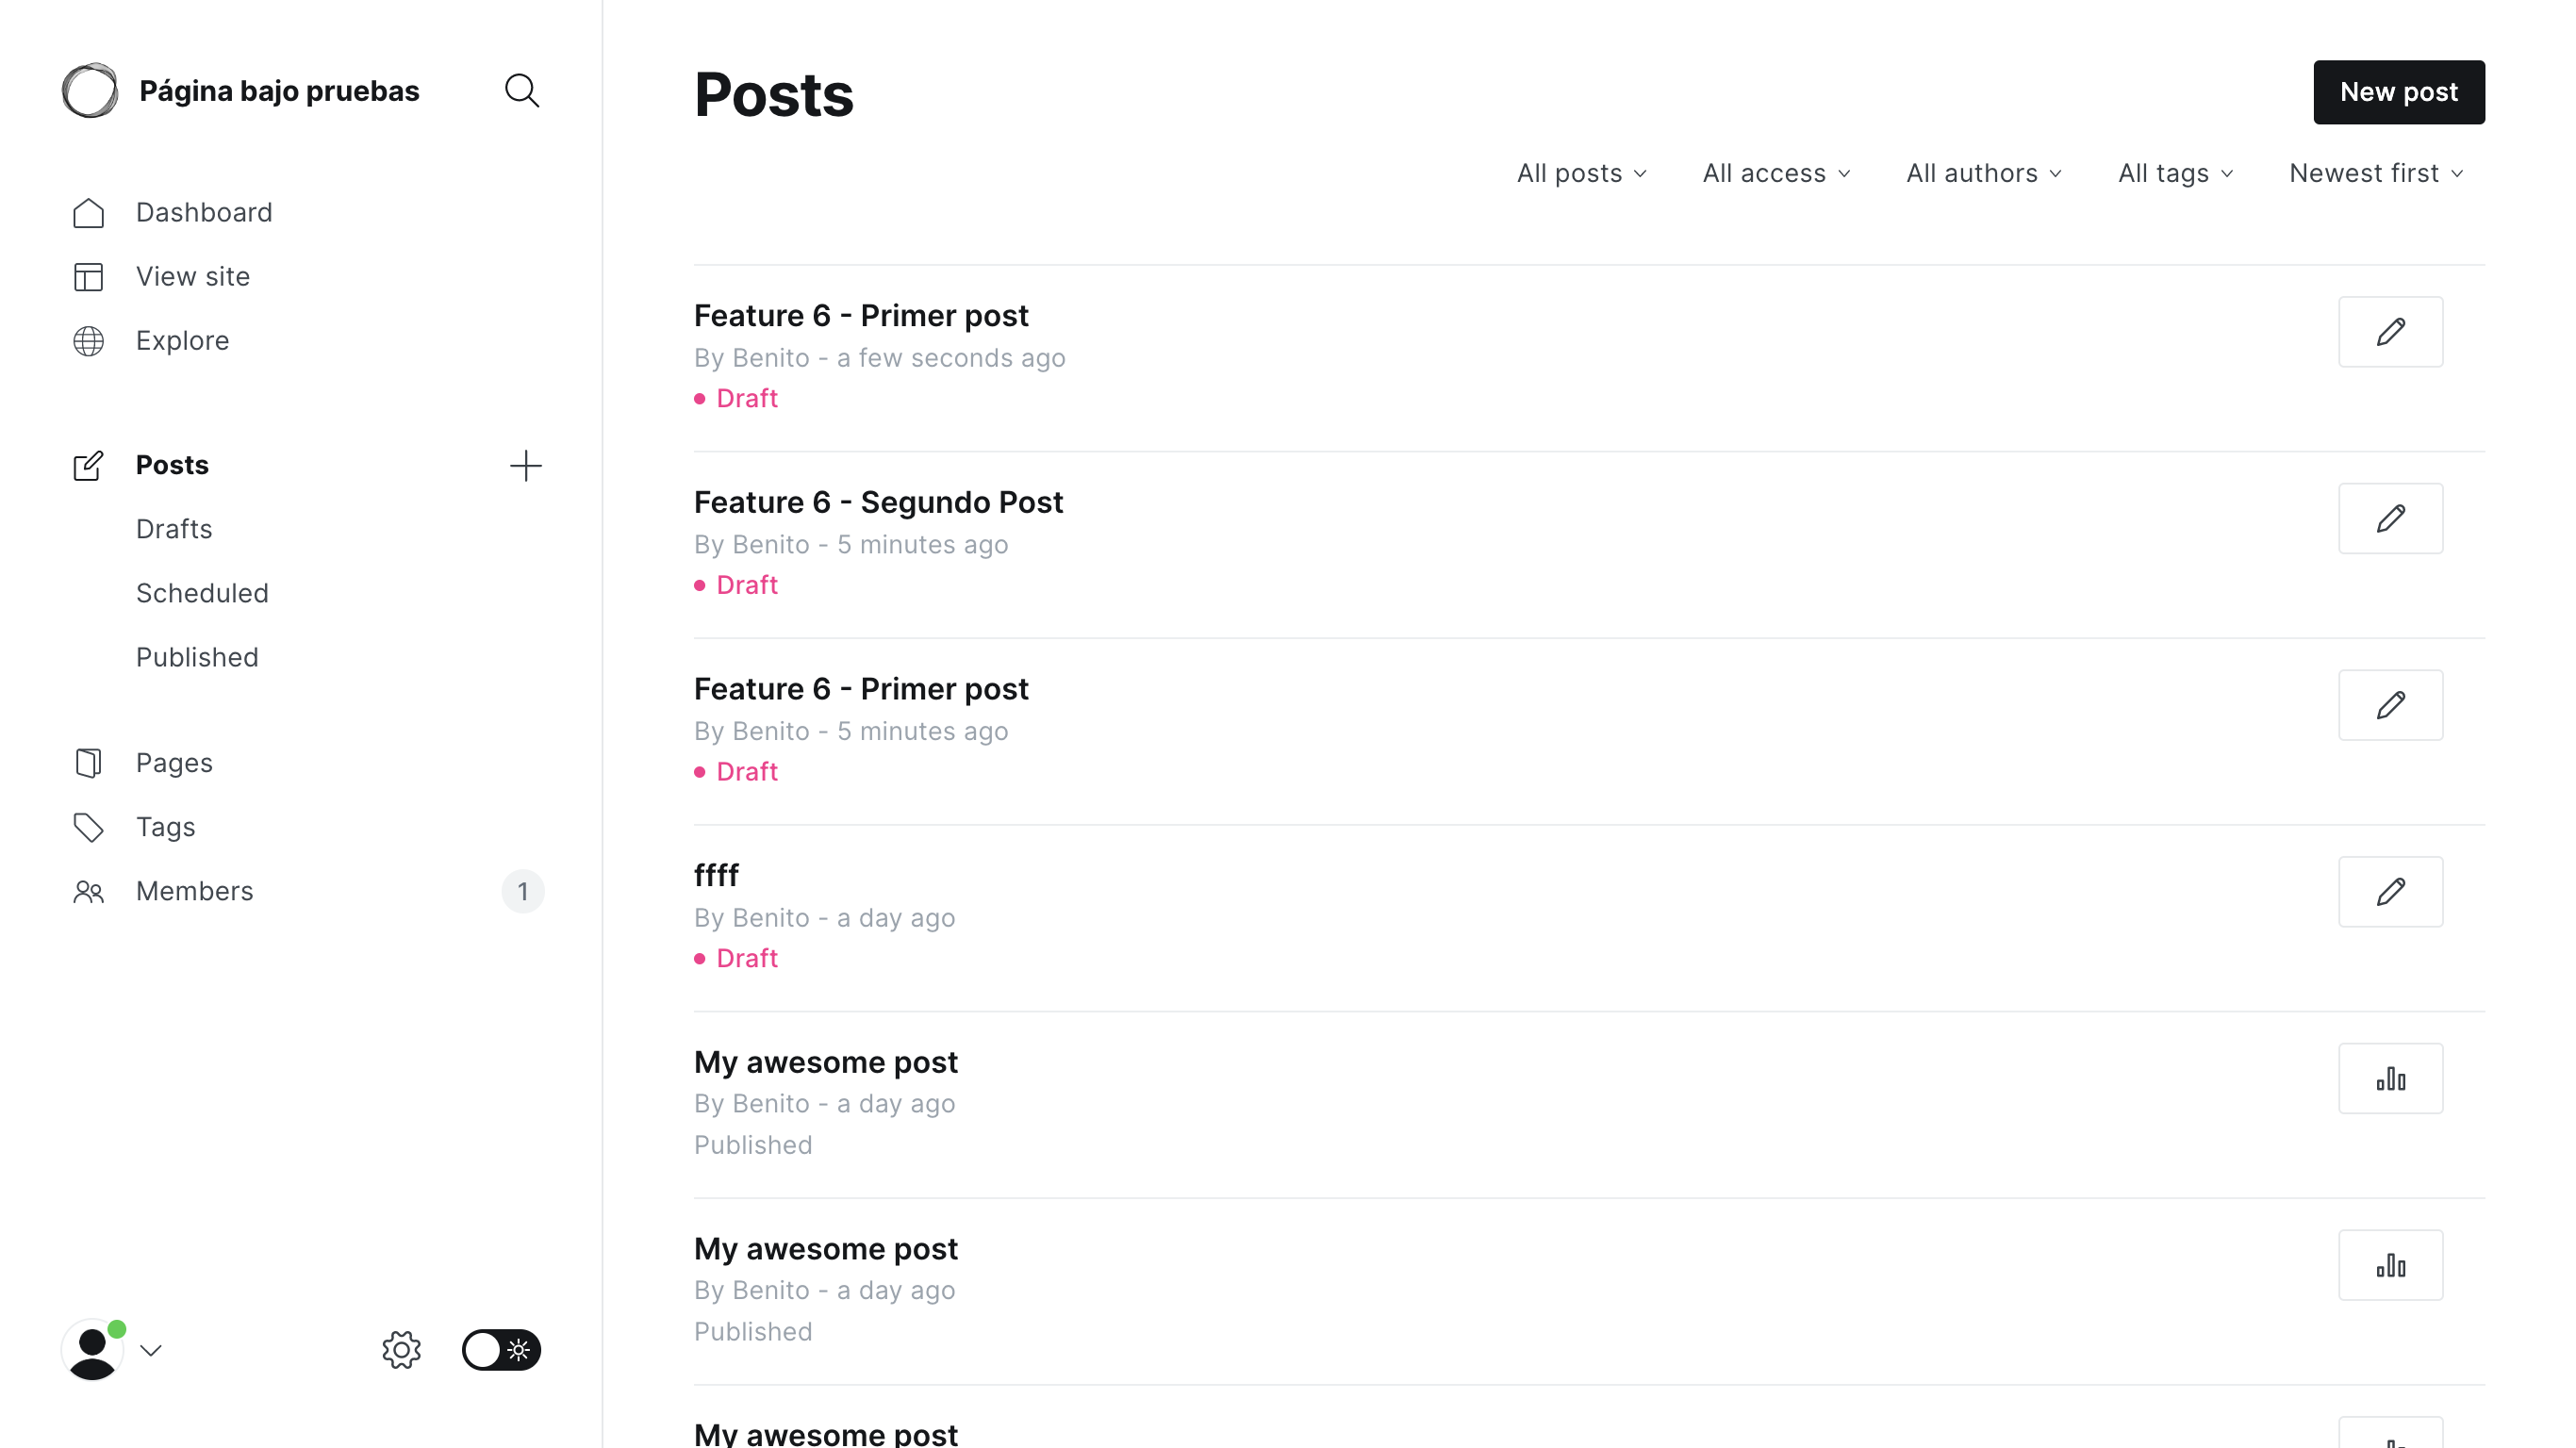 Página bajo pruebas
Dashboard
View site
Explore
Posts
Drafts
Scheduled
Published
Pages
Tags
Members 1
Posts
New post
All posts All access All authors All tags Newest first
Feature 6 - Primer post
By Benito - a few seconds ago
Draft
Feature 6 - Segundo Post
By Benito - 5 minutes ago
Draft
Feature 6 - Primer post
By Benito - 5 minutes ago
Draft
ffff
By Benito - a day ago
Draft
My awesome post
By Benito - a day ago
Published
My awesome post
By Benito - a day ago
Published
My awesome post